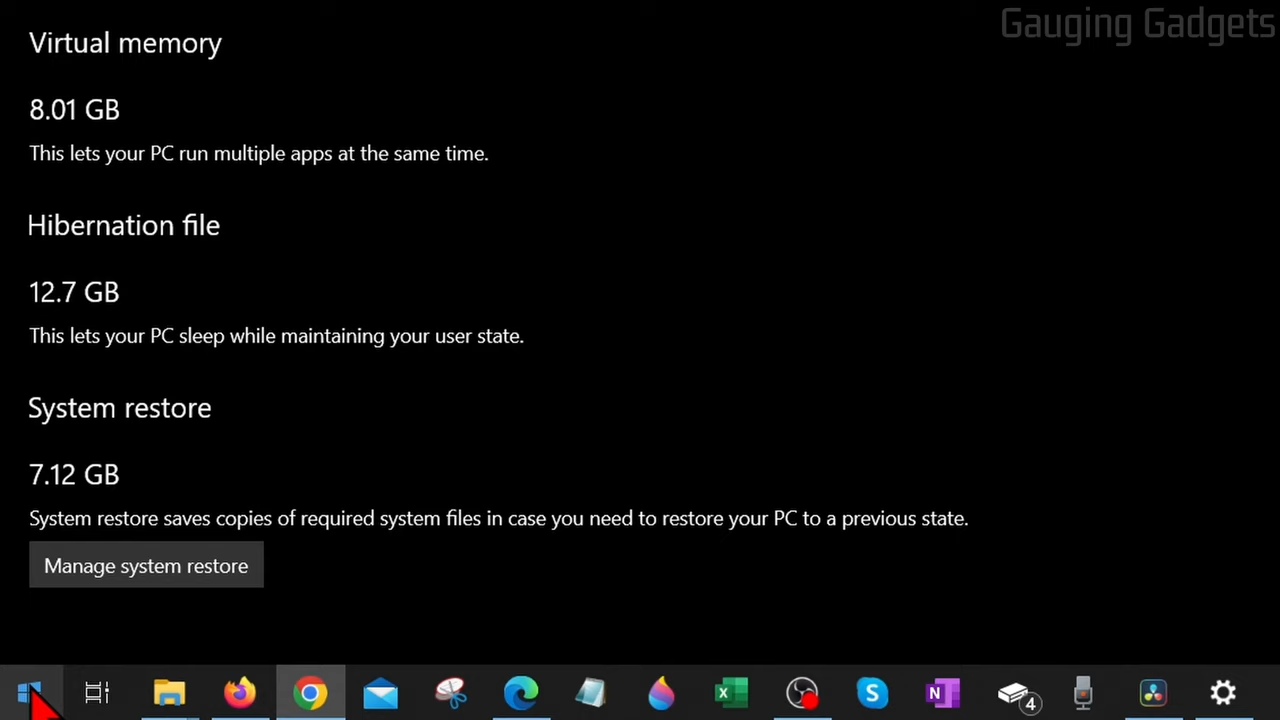 Gauging Gadgets
Virtual memory
8.01 GB
This lets your PC run multiple apps at the same time.
Hibernation file
12.7 GB
This lets your PC sleep while maintaining your user state.
System restore
7.12 GB
System restore saves copies of required system files in case you need to restore your PC to a previous state.
Manage system restore
4